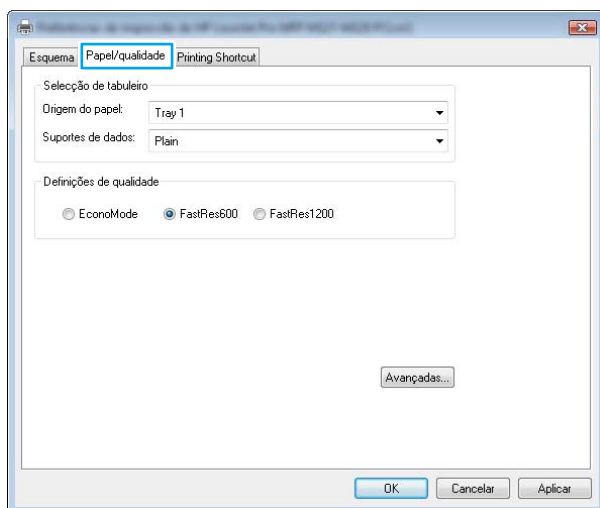 Esquema Papel/qualidade Printing Shortcut
Selecção de tabuleiro
Origem do papel: Tray 1
Suportes de dados: Plain
Definições de qualidade
EconoMode FastRes600 FastRes1200
Avançadas...
OK Cancelar Aplicar